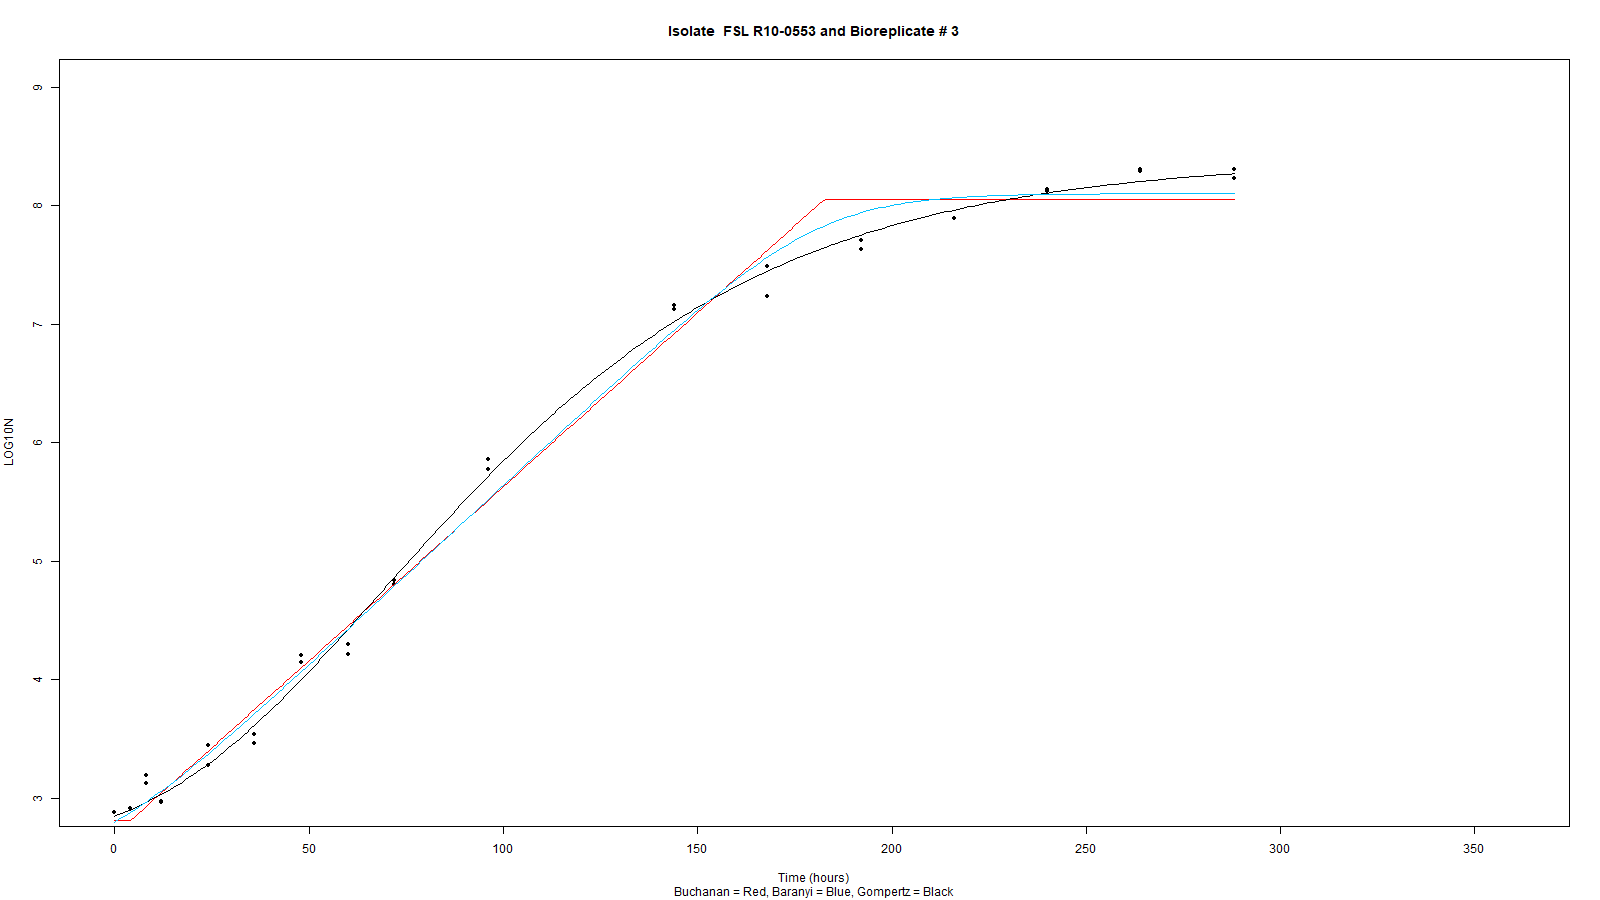 Isolate  FSL R10-0553 and Bioreplicate # 3
9
8
7
6
5
4
3
LOG10N
0 50 100 150 200 250 300 350
Time (hours)
Buchanan = Red, Baranyi = Blue, Gompertz = Black